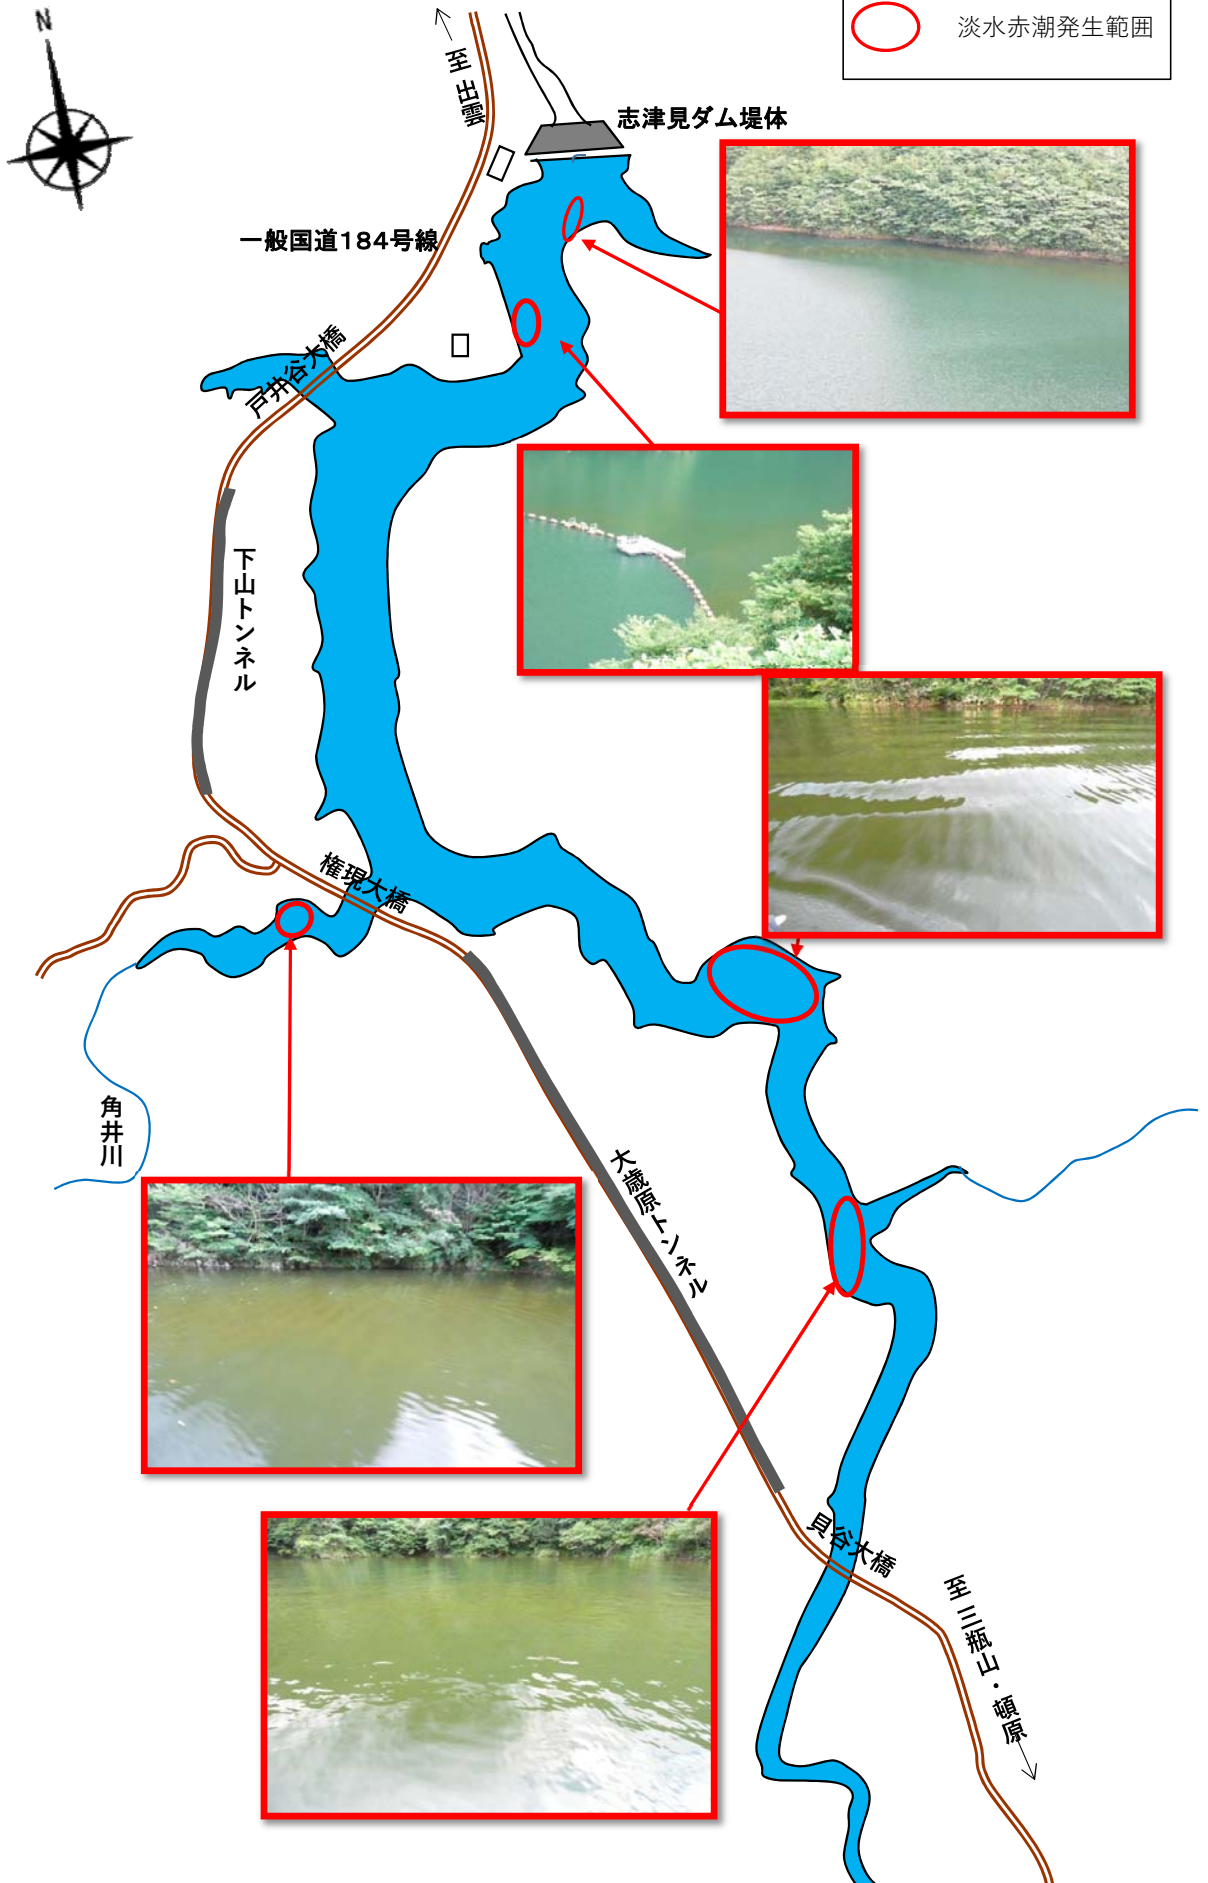 N
淡水赤潮発生範囲
至 出雲
志津見ダム堤体
一般国道184号線
戸井谷大橋
下山トンネル
権現大橋
角井川
大歳原トンネル
貝谷大橋
至 三瓶山・頓原